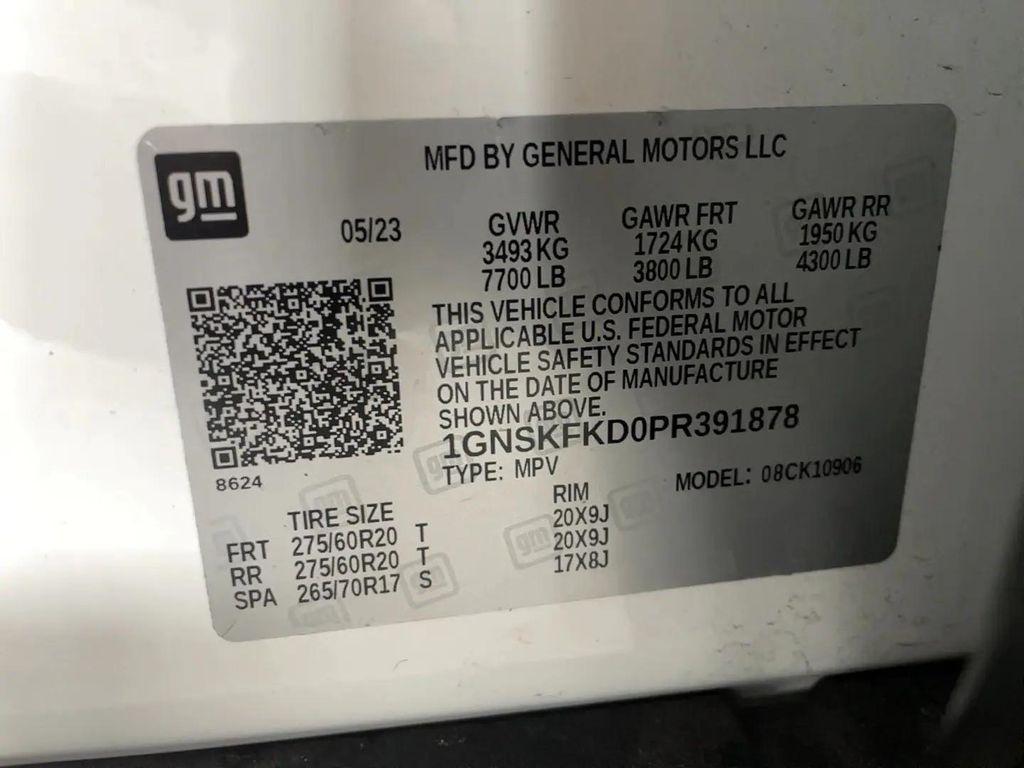 gm
MFD BY GENERAL MOTORS LLC
05/23
GVWR GAWR FRT GAWR RR
3493 KG 1724 KG 1950 KG
7700 LB 3800 LB 4300 LB
THIS VEHICLE CONFORMS TO ALL
APPLICABLE U.S. FEDERAL MOTOR
VEHICLE SAFETY STANDARDS IN EFFECT
ON THE DATE OF MANUFACTURE
SHOWN ABOVE.
1GNSKFKD0PR391878
TYPE: MPV MODEL: 08CK10906
8624
TIRE SIZE RIM
FRT 275/60R20 T 20X9J
RR 275/60R20 T 20X9J
SPA 265/70R17 S 17X8J